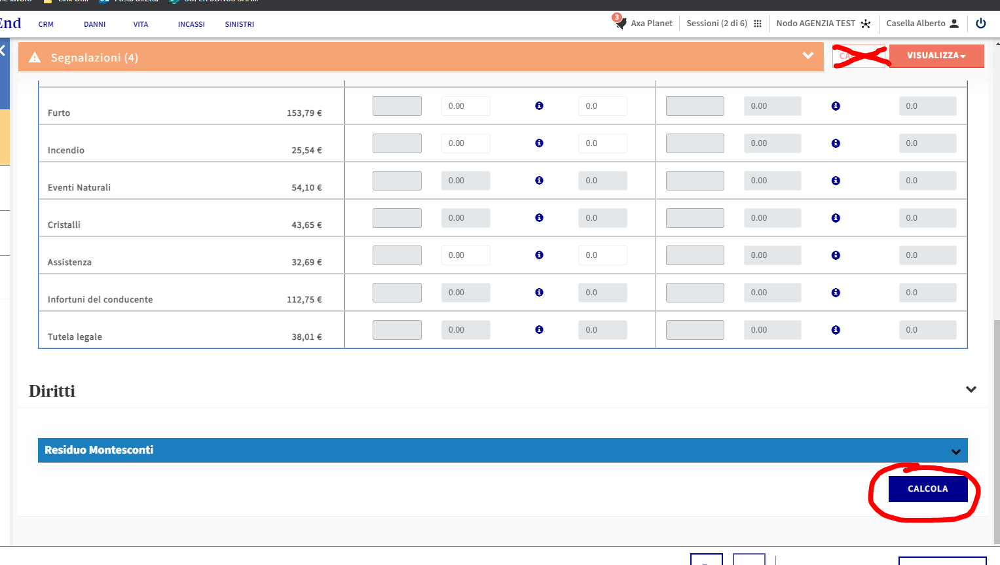 End CRM DANNI VITA INCASSI SINISTRI 3 Axa Planet Sessioni (2 di 6) Nodo AGENZIA TEST Casella Alberto
Segnalazioni (4) VISUALIZZA
Furto 153,79 € 0.00 0.0 0.00 0.0
Incendio 25,54 € 0.00 0.0 0.00 0.0
Eventi Naturali 54,10 € 0.00 0.0 0.00 0.0
Cristalli 43,65 € 0.00 0.0 0.00 0.0
Assistenza 32,69 € 0.00 0.0 0.00 0.0
Infortuni del conducente 112,75 € 0.00 0.0 0.00 0.0
Tutela legale 38,01 € 0.00 0.0 0.00 0.0
Diritti
Residuo Montesconti
CALCOLA